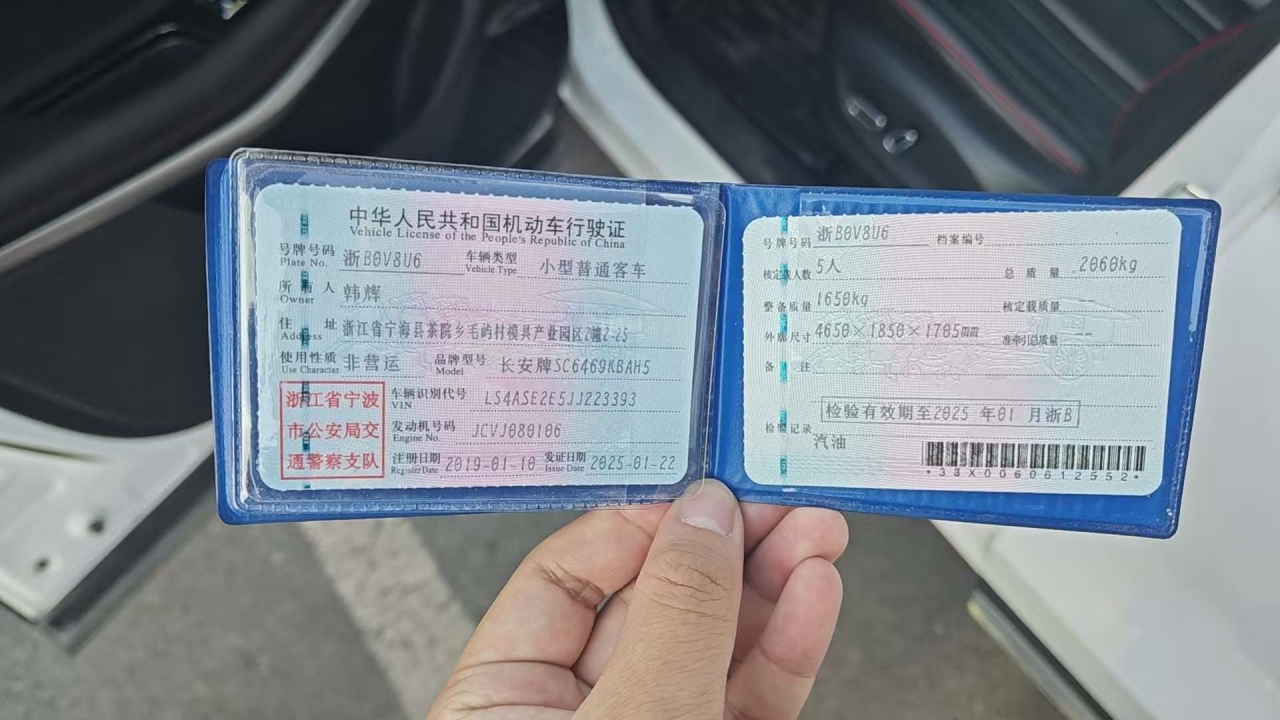 中华人民共和国机动车行驶证
Vehicle License of the People's Republic of China
号牌号码 浙B0V8U6 车辆类型 小型普通客车
Plate No. Vehicle Type
所有人 韩辉
Owner
住址 浙江省宁海县茶院乡毛屿村模具产业园区2幢2-25
Address
使用性质 非营运 品牌型号 长安牌SC6469KBAH5
Use Character Model
浙江省宁波
市公安局交
通警察支队
车辆识别代号 LS4ASE2E5JJ223393
VIN
发动机号码 JCVJ080106
Engine No.
注册日期 2019-01-10 发证日期 2025-01-22
Register Date Issue Date
号牌号码 浙B0V8U6 档案编号
核定载人数 5人 总质量 2060kg
整备质量 1650kg 核定载质量
外廓尺寸 4650×1850×1705mm 准牵引总质量
备注
检验有效期至2025 年01 月浙B
检验记录
汽油
*33X0060612552*